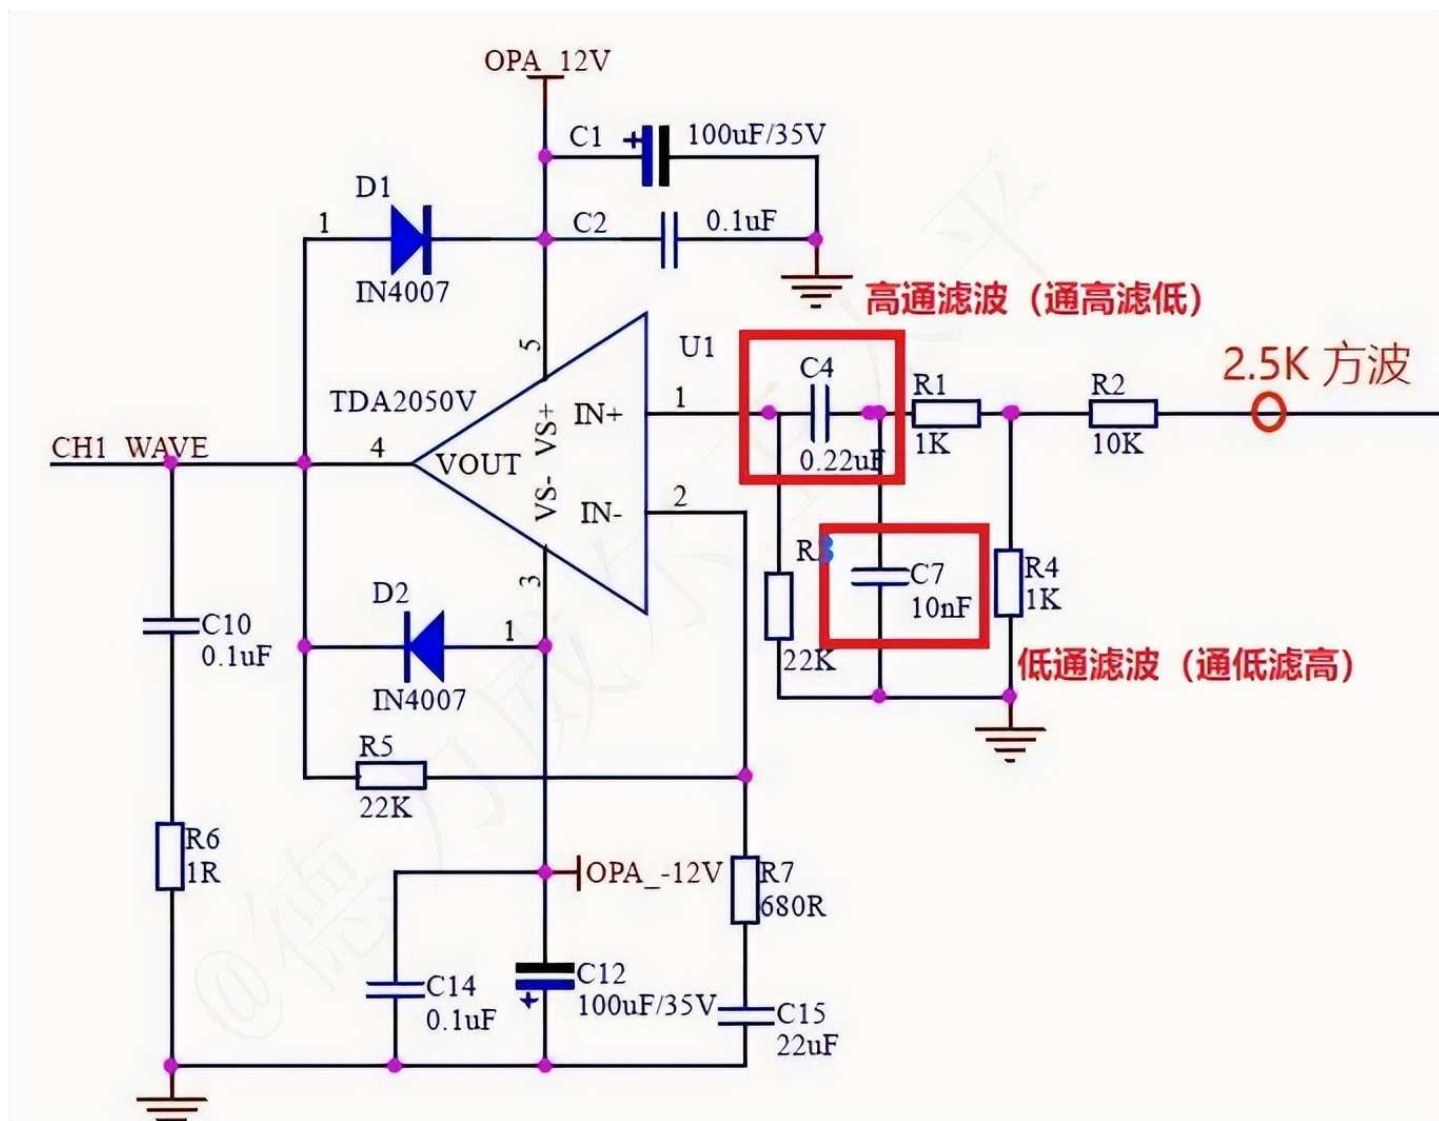 OPA_12V
C1
+
100uF/35V
D1
1
C2
0.1uF
IN4007
高通滤波（通高滤低）
5
U1
C4
2.5K 方波
TDA2050V
VS+
IN+
1
R1
R2
1K
10K
CH1_WAVE
4
VOUT
0.22uF
VS-
IN-
2
R
C7
R4
10nF
1K
3
D2
1
C10
0.1uF
22K
低通滤波（通低滤高）
IN4007
R5
22K
R6
1R
OPA_-12V
R7
680R
C14
0.1uF
C12
+
100uF/35V
C15
22uF